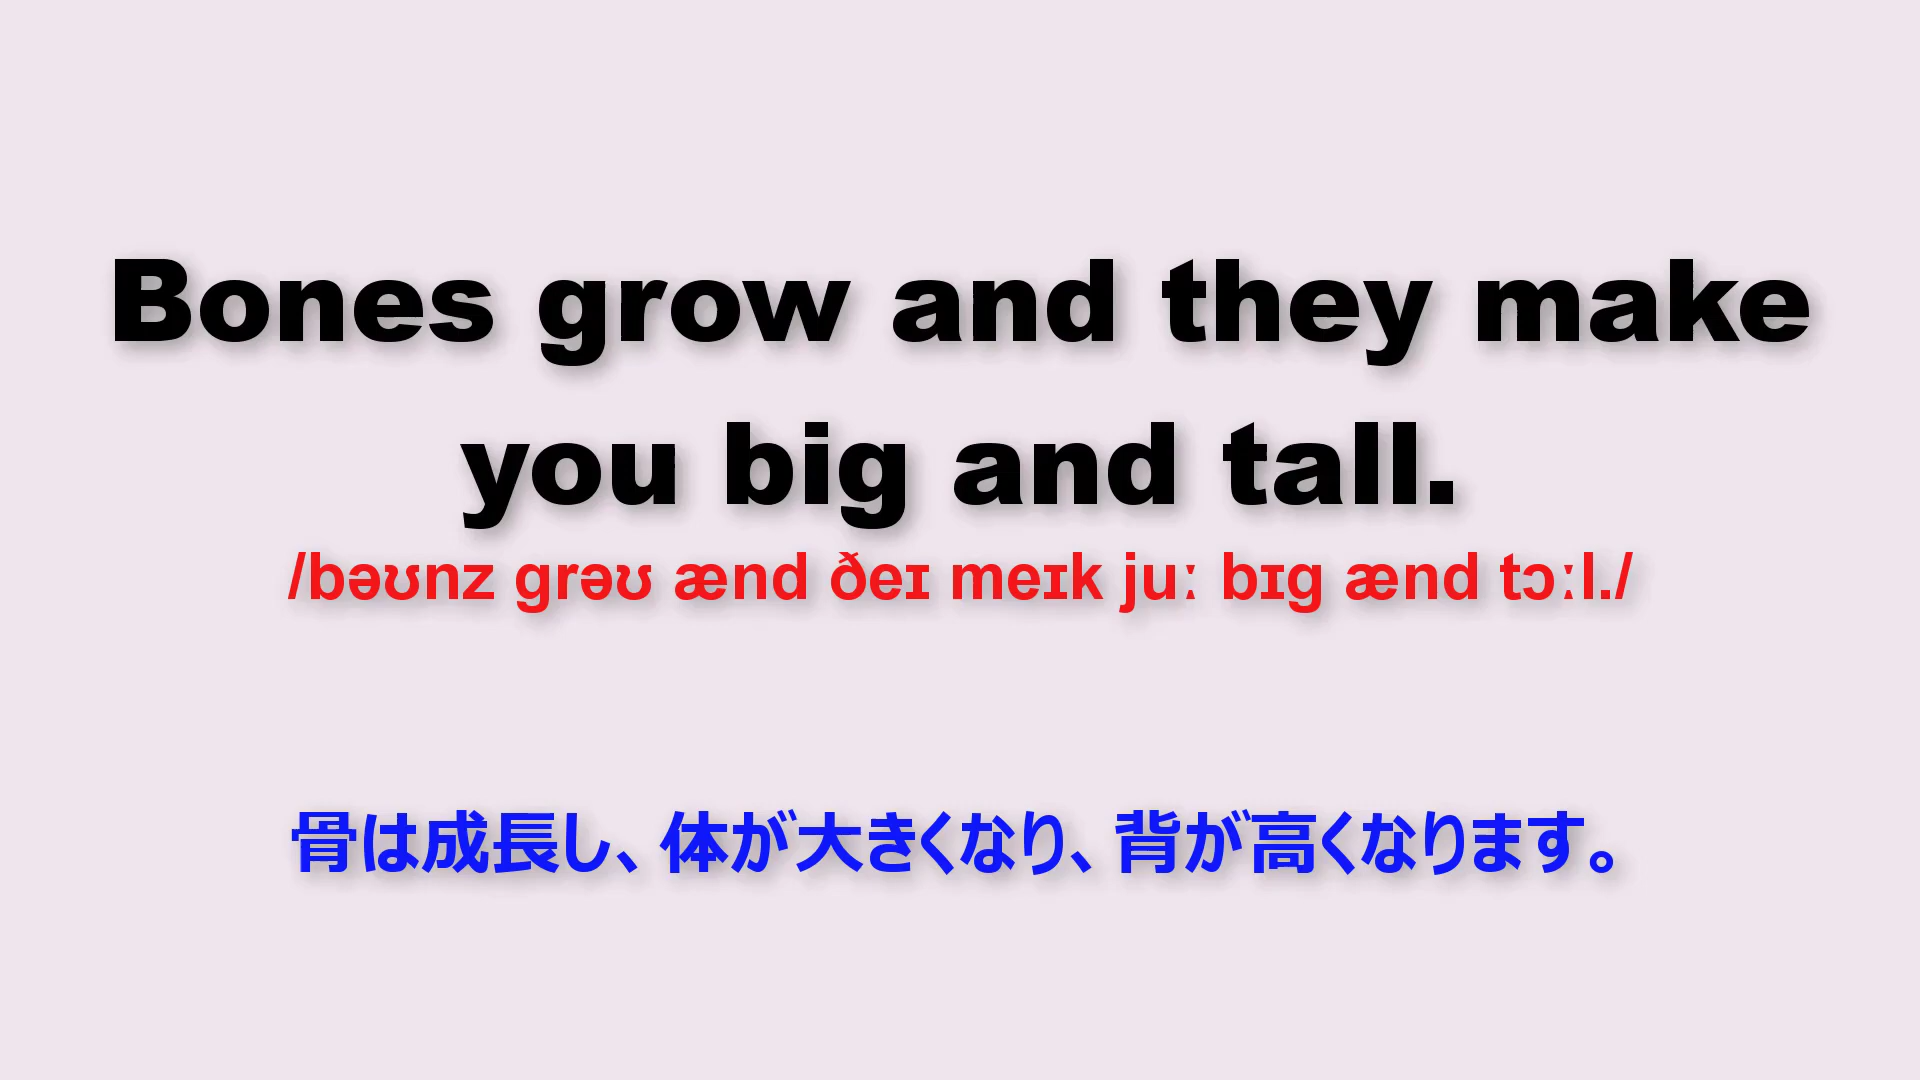 Bones grow and they make
you big and tall.
/bəʊnz grəʊ ænd ðeɪ meɪk juː bɪg ænd tɔːl./
骨は成長し、体が大きくなり、背が高くなります。